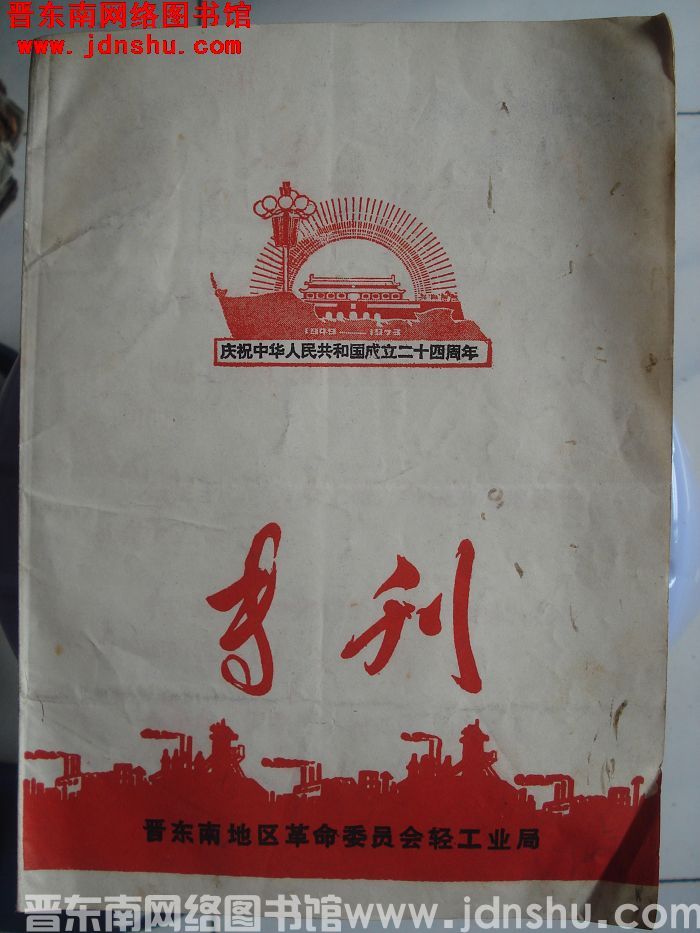 晋东南网络图书馆
www.jdnshu.com
1949——1973
庆祝中华人民共和国成立二十四周年
专刊
晋东南地区革命委员会轻工业局
晋东南网络图书馆www.jdnshu.com